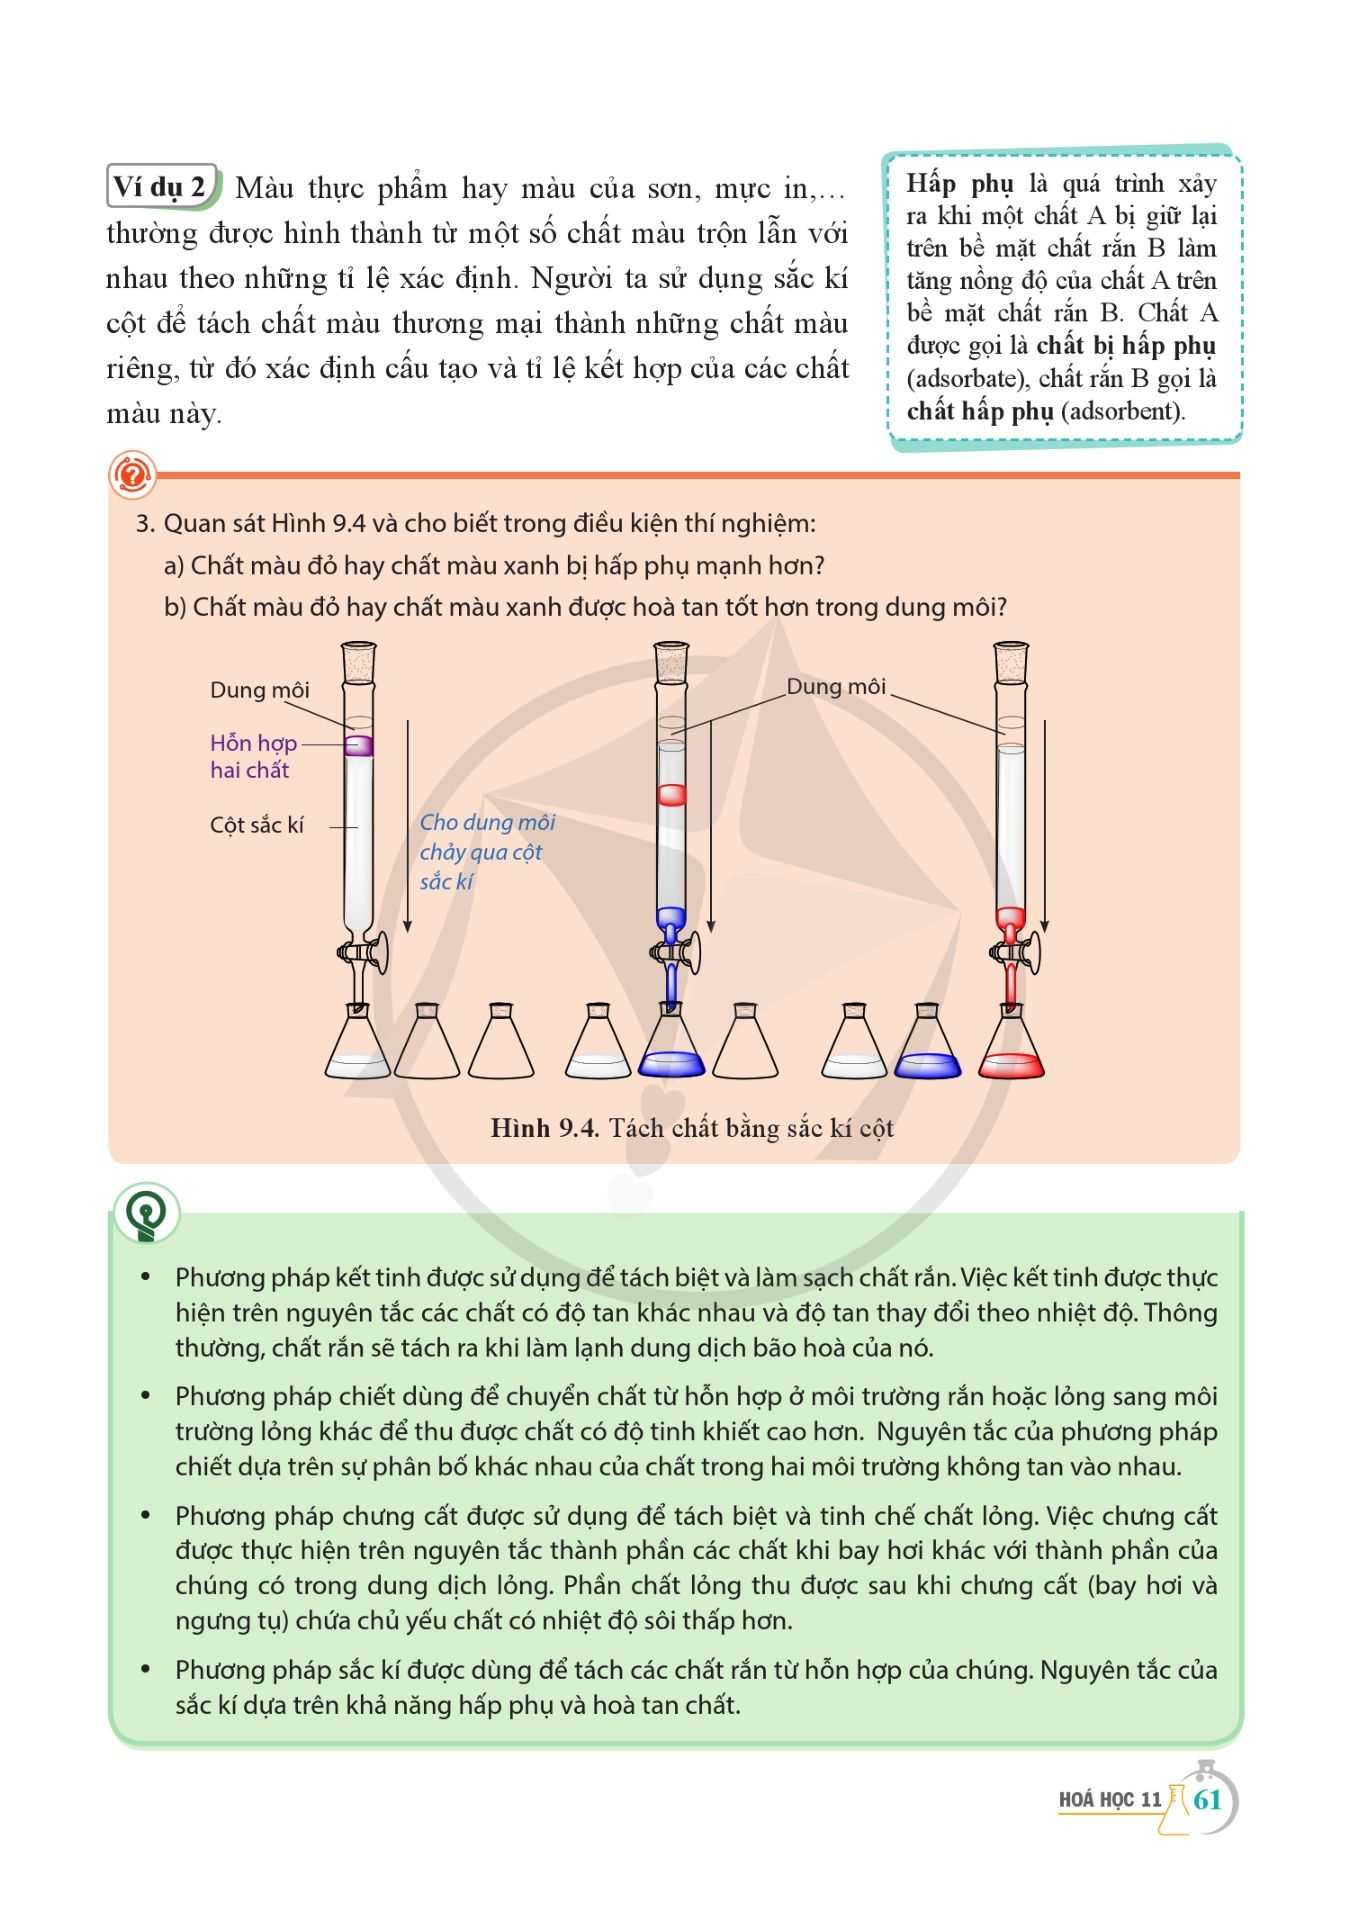 Ví dụ 2 Màu thực phẩm hay màu của sơn, mực in,…
thường được hình thành từ một số chất màu trộn lẫn với
nhau theo những tỉ lệ xác định. Người ta sử dụng sắc kí
cột để tách chất màu thương mại thành những chất màu
riêng, từ đó xác định cấu tạo và tỉ lệ kết hợp của các chất
màu này.
Hấp phụ là quá trình xảy
ra khi một chất A bị giữ lại
trên bề mặt chất rắn B làm
tăng nồng độ của chất A trên
bề mặt chất rắn B. Chất A
được gọi là chất bị hấp phụ
(adsorbate), chất rắn B gọi là
chất hấp phụ (adsorbent).
?
3. Quan sát Hình 9.4 và cho biết trong điều kiện thí nghiệm:
a) Chất màu đỏ hay chất màu xanh bị hấp phụ mạnh hơn?
b) Chất màu đỏ hay chất màu xanh được hoà tan tốt hơn trong dung môi?
Dung môi
Hỗn hợp
hai chất
Cột sắc kí
Cho dung môi
chảy qua cột
sắc kí
Dung môi
Hình 9.4. Tách chất bằng sắc kí cột
• Phương pháp kết tinh được sử dụng để tách biệt và làm sạch chất rắn. Việc kết tinh được thực
hiện trên nguyên tắc các chất có độ tan khác nhau và độ tan thay đổi theo nhiệt độ. Thông
thường, chất rắn sẽ tách ra khi làm lạnh dung dịch bão hoà của nó.
• Phương pháp chiết dùng để chuyển chất từ hỗn hợp ở môi trường rắn hoặc lỏng sang môi
trường lỏng khác để thu được chất có độ tinh khiết cao hơn. Nguyên tắc của phương pháp
chiết dựa trên sự phân bố khác nhau của chất trong hai môi trường không tan vào nhau.
• Phương pháp chưng cất được sử dụng để tách biệt và tinh chế chất lỏng. Việc chưng cất
được thực hiện trên nguyên tắc thành phần các chất khi bay hơi khác với thành phần của
chúng có trong dung dịch lỏng. Phần chất lỏng thu được sau khi chưng cất (bay hơi và
ngưng tụ) chứa chủ yếu chất có nhiệt độ sôi thấp hơn.
• Phương pháp sắc kí được dùng để tách các chất rắn từ hỗn hợp của chúng. Nguyên tắc của
sắc kí dựa trên khả năng hấp phụ và hoà tan chất.
HOÁ HỌC 11 61